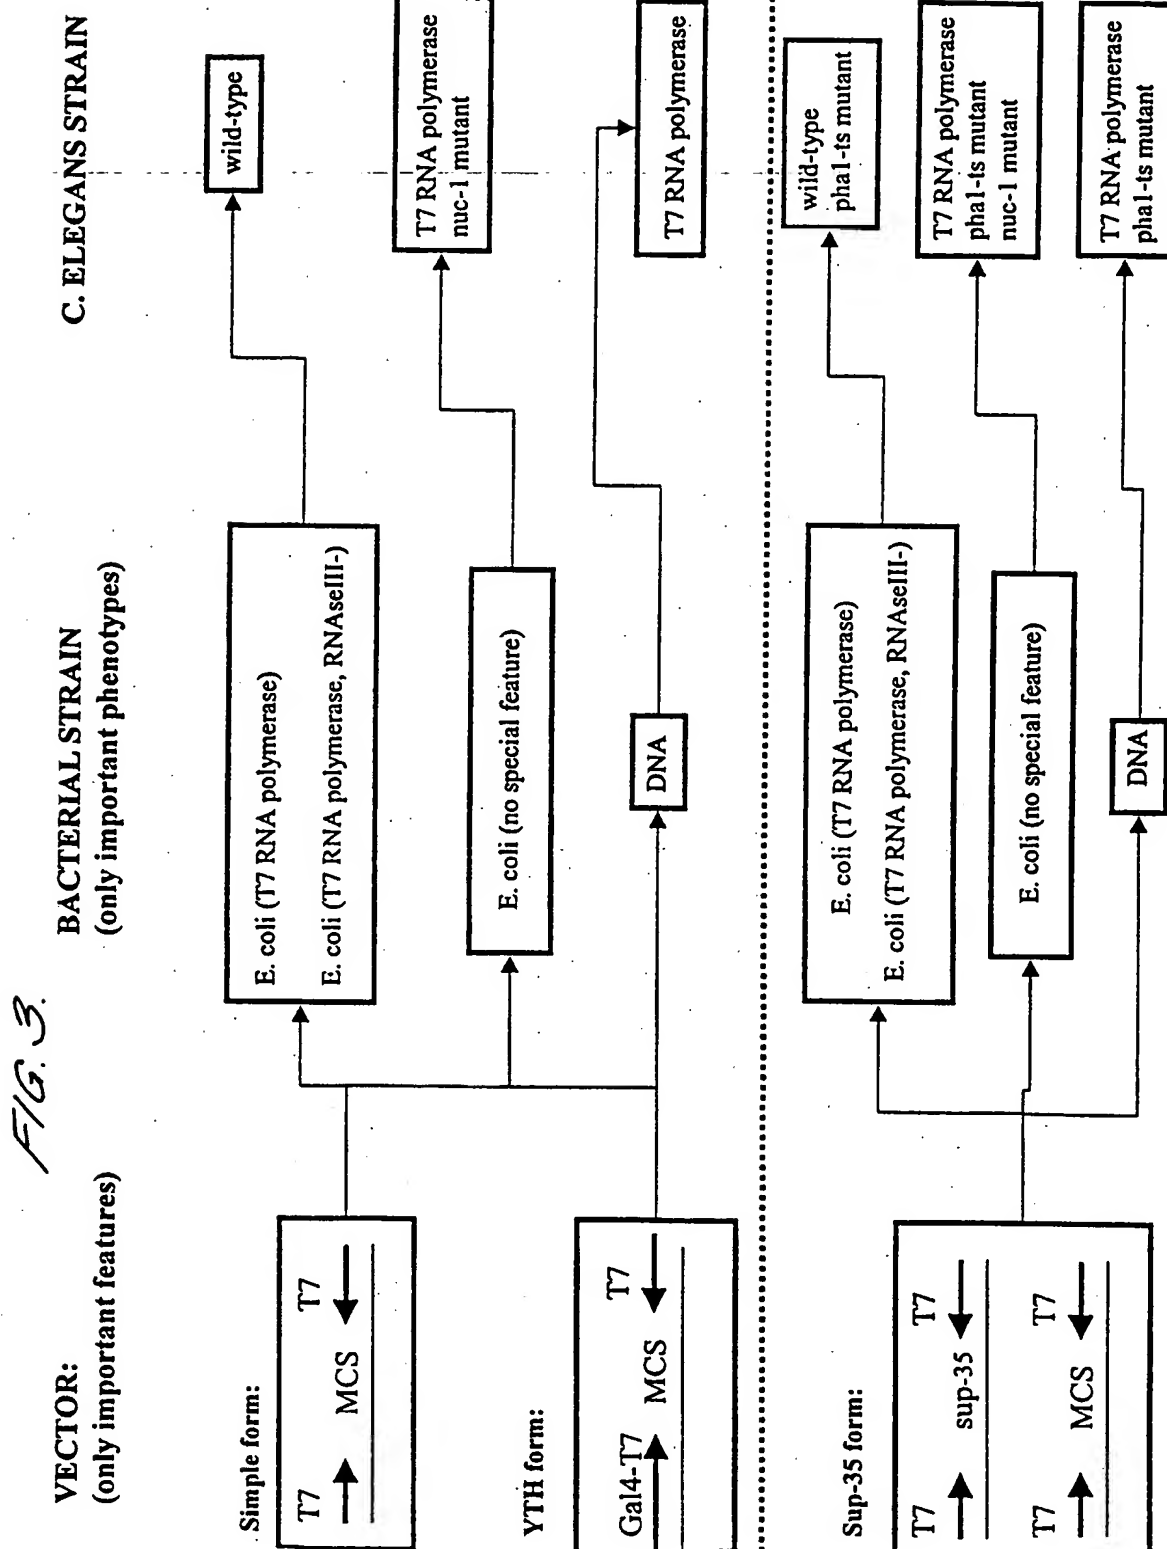 FIG. 3.
VECTOR:
(only important features)
BACTERIAL STRAIN
(only important phenotypes)
C. ELEGANS STRAIN
Simple form:
T7 T7
MCS
E. coli (T7 RNA polymerase)
E. coli (T7 RNA polymerase, RNAseIII-)
wild-type
E. coli (no special feature)
T7 RNA polymerase
nuc-1 mutant
YTH form:
Gal4-T7 T7
MCS
DNA
T7 RNA polymerase
Sup-35 form:
T7 T7
sup-35
T7 T7
MCS
E. coli (T7 RNA polymerase)
E. coli (T7 RNA polymerase, RNAseIII-)
wild-type
pha1-ts mutant
E. coli (no special feature)
T7 RNA polymerase
pha1-ts mutant
nuc-1 mutant
DNA
T7 RNA polymerase
pha1-ts mutant